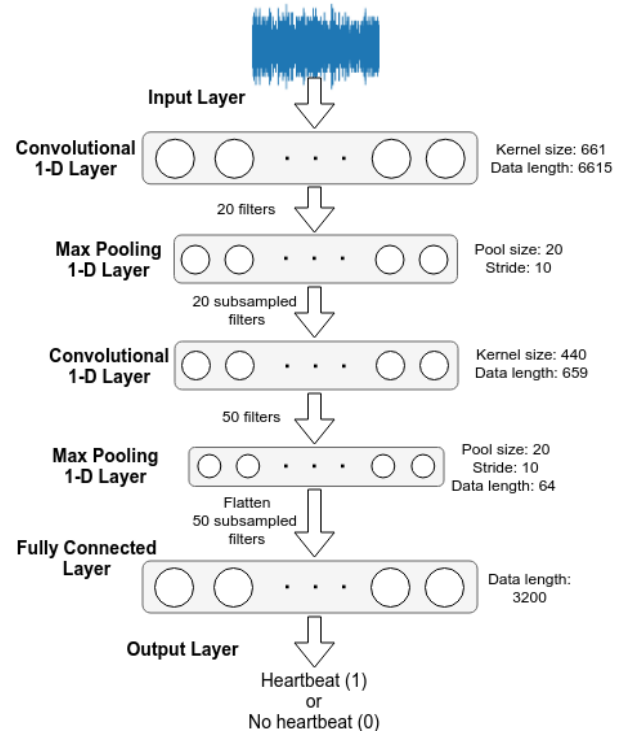 Input Layer
Convolutional
1-D Layer
Kernel size: 661
Data length: 6615
20 filters
Max Pooling
1-D Layer
Pool size: 20
Stride: 10
20 subsampled
filters
Convolutional
1-D Layer
Kernel size: 440
Data length: 659
50 filters
Max Pooling
1-D Layer
Pool size: 20
Stride: 10
Data length: 64
Flatten
50 subsampled
filters
Fully Connected
Layer
Data length:
3200
Output Layer
Heartbeat (1)
or
No heartbeat (0)